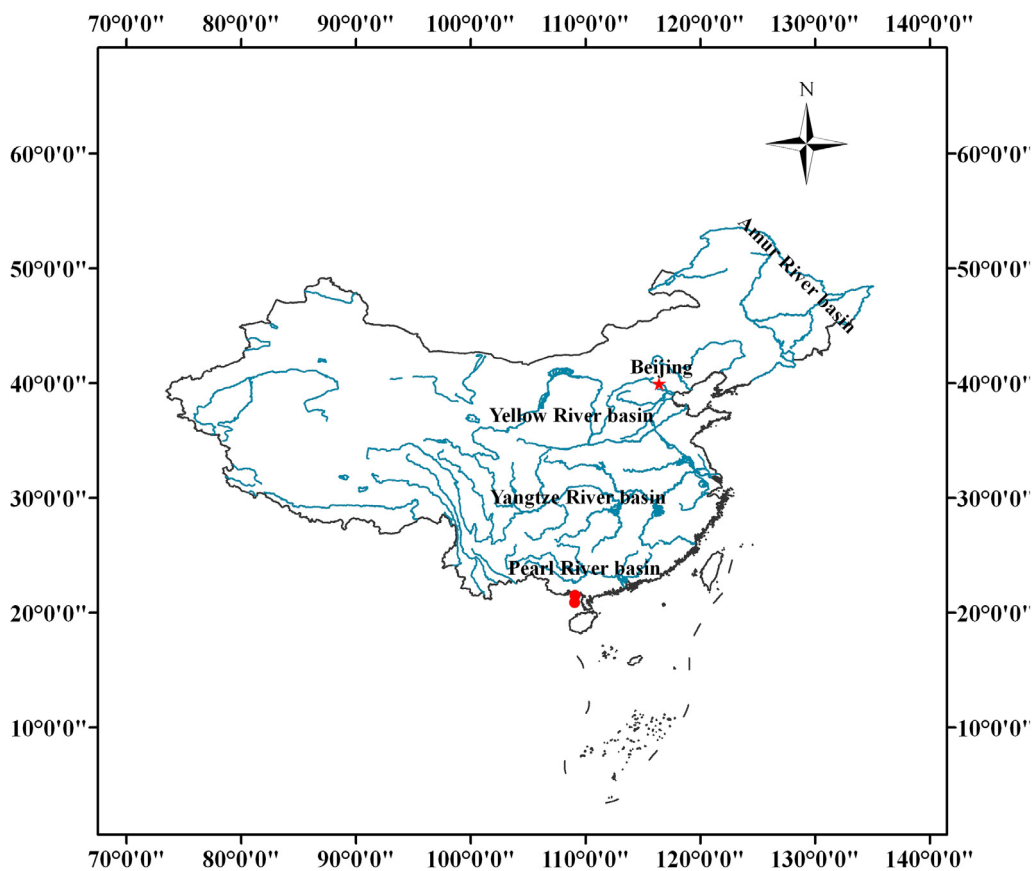 70°0'0" 80°0'0" 90°0'0" 100°0'0" 110°0'0" 120°0'0" 130°0'0" 140°0'0"
N
60°0'0" 60°0'0"
Amur River basin
50°0'0" 50°0'0"
Beijing
40°0'0" 40°0'0"
Yellow River basin
30°0'0" Yangtze River basin 30°0'0"
Pearl River basin
20°0'0" 20°0'0"
10°0'0" 10°0'0"
70°0'0" 80°0'0" 90°0'0" 100°0'0" 110°0'0" 120°0'0" 130°0'0" 140°0'0"